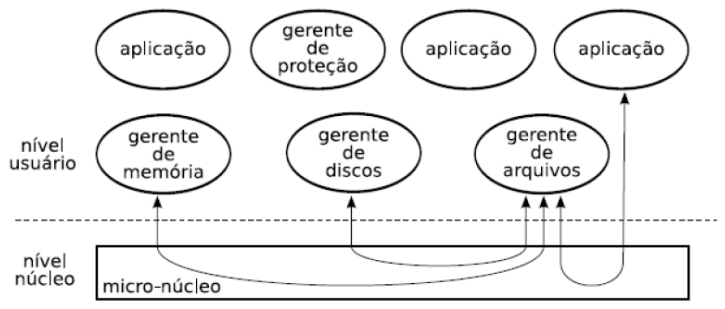 aplicação
gerente
de
proteção
aplicação
aplicação
nível
usuário
gerente
de
memória
gerente
de
discos
gerente
de
arquivos
nível
núcleo
micro-núcleo